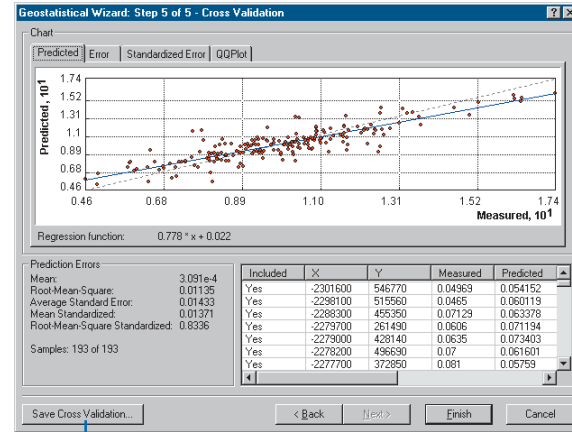 Geostatistical Wizard: Step 5 of 5 - Cross Validation
Chart
Predicted Error Standardized Error QQPlot
Predicted, 10¹
1.74
1.52
1.31
1.1
0.89
0.68
0.46
0.46 0.68 0.89 1.10 1.31 1.52 1.74
Measured, 10¹
Regression function: 0.778 * x + 0.022
Prediction Errors
Mean: 3.091e-4
Root-Mean-Square: 0.01135
Average Standard Error: 0.01433
Mean Standardized: 0.01371
Root-Mean-Square Standardized: 0.8336
Samples: 193 of 193
Included X Y Measured Predicted
Yes -2301600 546770 0.04969 0.054152
Yes -2298100 515560 0.0465 0.060119
Yes -2288300 455350 0.07129 0.063378
Yes -2279700 261490 0.0606 0.071194
Yes -2279000 428140 0.0635 0.073403
Yes -2278200 496690 0.07 0.061601
Yes -2277700 372850 0.081 0.05759
Save Cross Validation... < Back Next > Finish Cancel